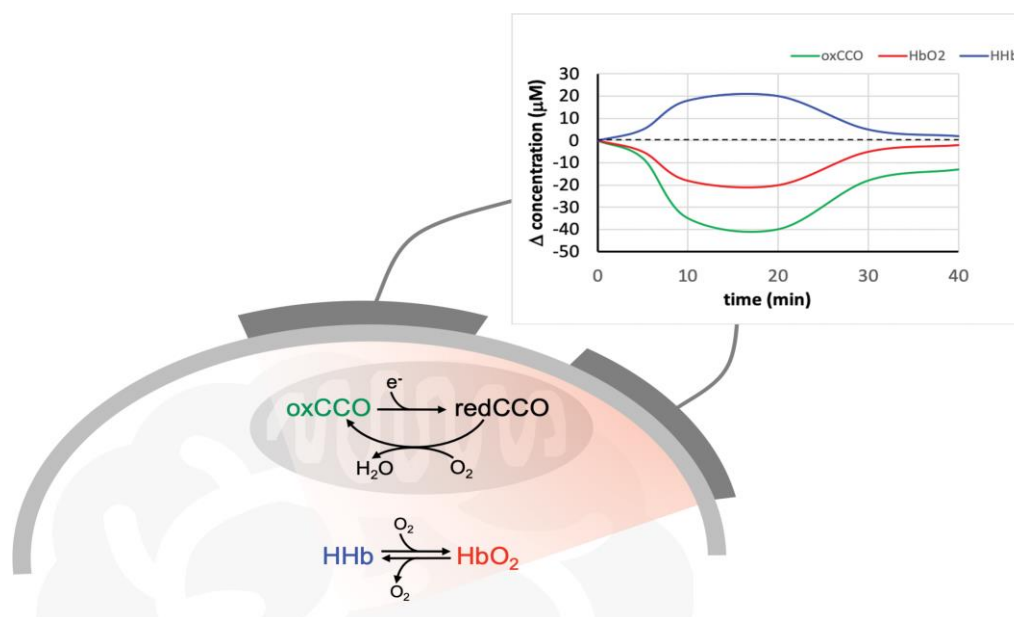 oxCCO HbO2 HHb
Δ concentration (μM)
30
20
10
0
-10
-20
-30
-40
-50
0 10 20 30 40
time (min)
e-
oxCCO redCCO
H2O O2
O2
HHb HbO2
O2